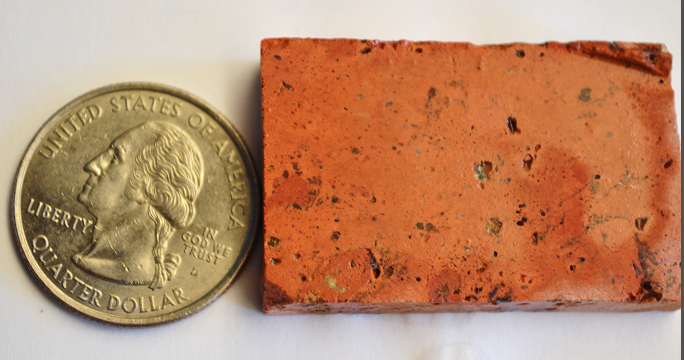 UNITED STATES OF AMERICA
LIBERTY
IN
GOD WE
TRUST
D
QUARTER DOLLAR